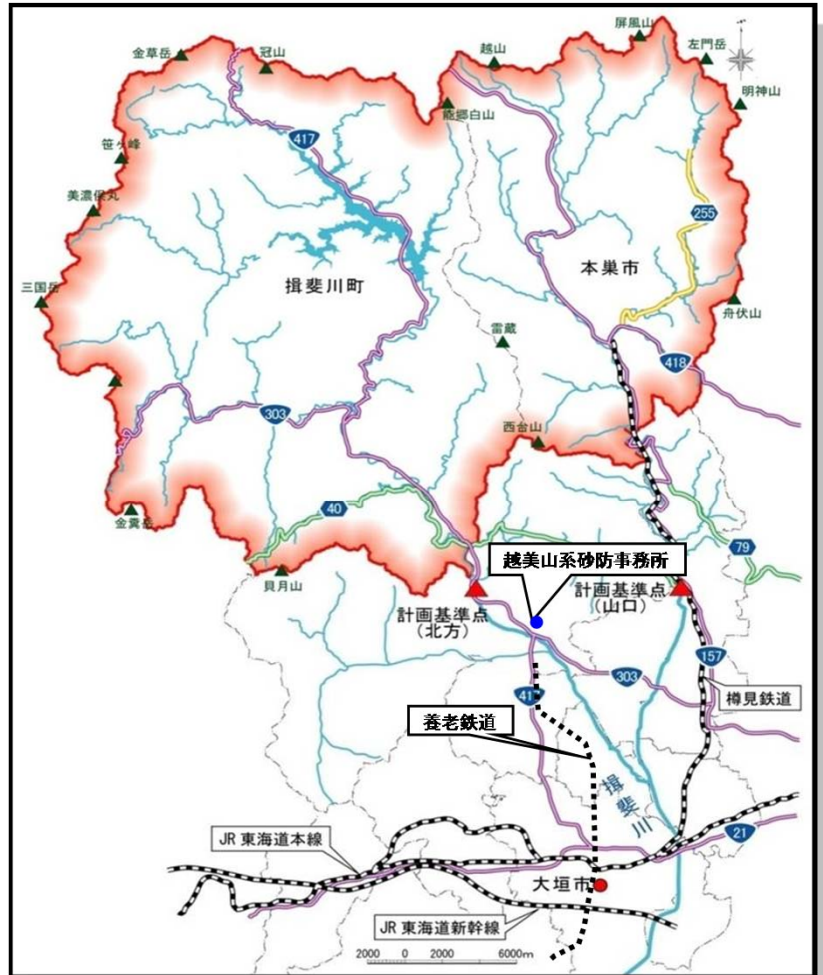 屏風山
金草岳
冠山
越山
左門岳
明神山
能郷白山
417
笹ヶ峰
美濃俣丸
255
本巣市
三国岳
揖斐川町
舟伏山
雷蔵
418
303
西台山
40
金糞岳
79
越美山系砂防事務所
貝月山
計画基準点
(北方)
計画基準点
(山口)
157
303
樽見鉄道
417
養老鉄道
揖斐川
21
JR東海道本線
大垣市
JR東海道新幹線
2000 0 2000 6000m